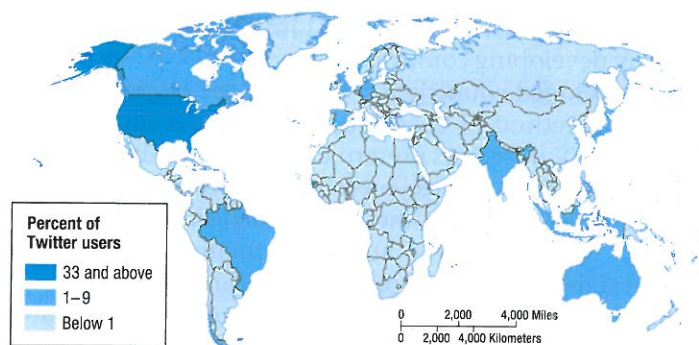 Percent of
Twitter users
33 and above
1–9
Below 1
0 2,000 4,000 Miles
0 2,000 4,000 Kilometers